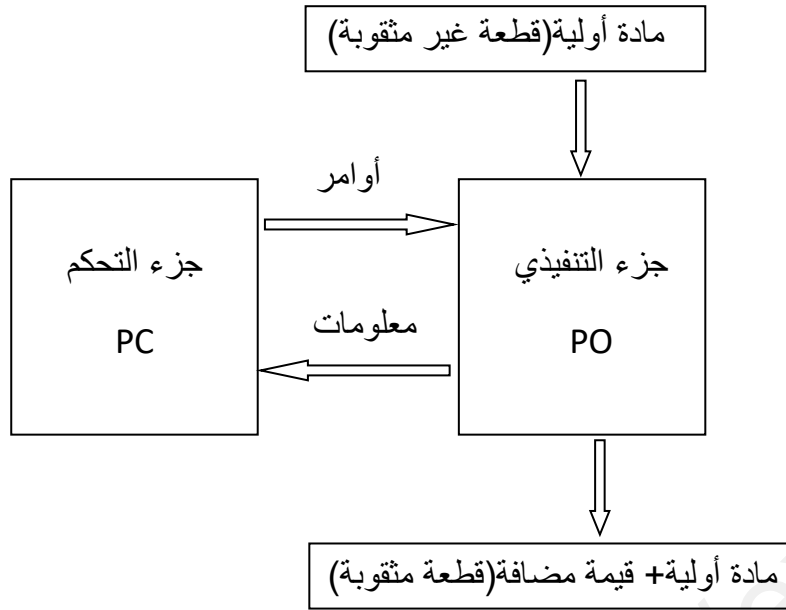 مادة أولية(قطعة غير مثقوبة)
أوامر
جزء التنفيذي
PO
جزء التحكم
PC
معلومات
مادة أولية+ قيمة مضافة(قطعة مثقوبة)